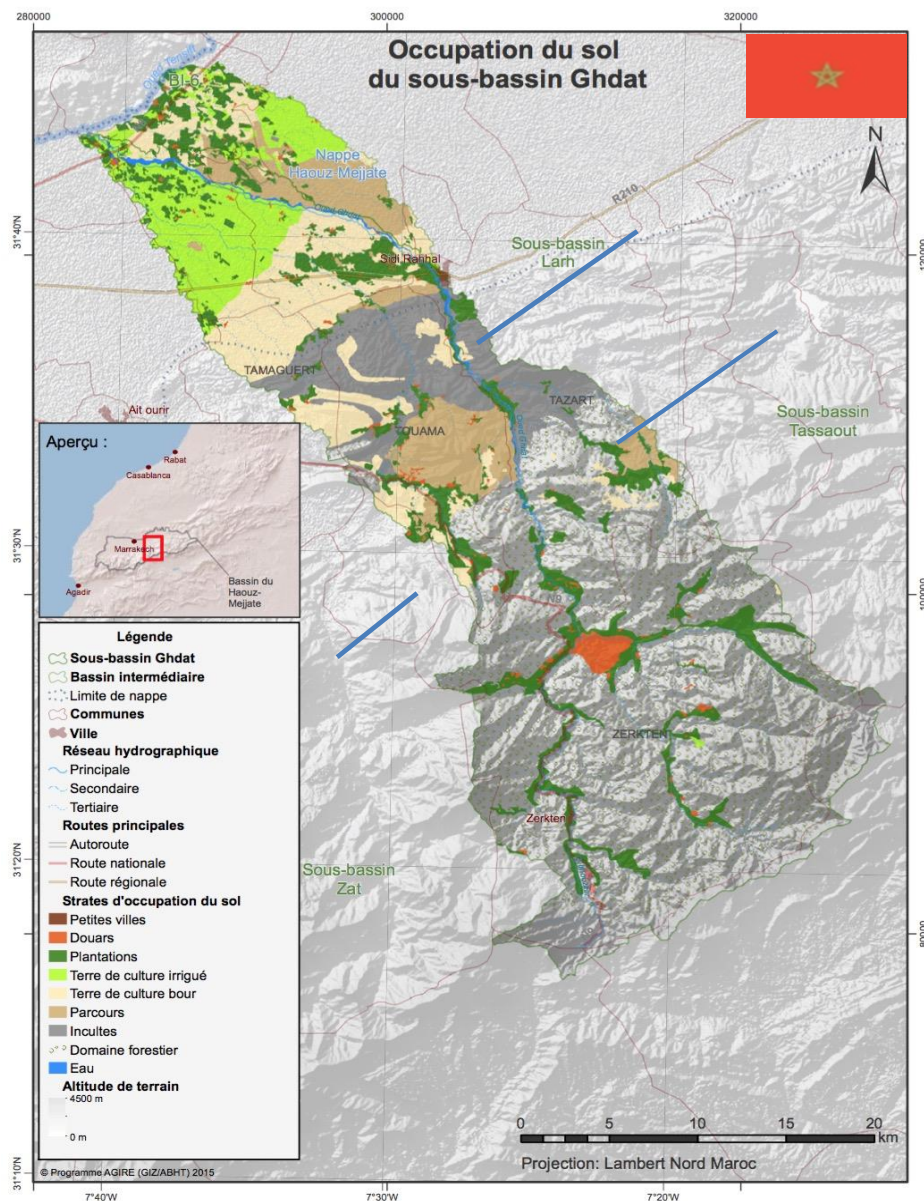 280000
300000
320000
Occupation du sol
du sous-bassin Ghdat
N
BI-6
Nappe
Haouz-Mejjate
R210
31°40'N
120000
Sous-bassin
Larh
Sidi Rahhal
TAMAGUERT
TAZART
Ait ourir
TOUAMA
Sous-bassin
Tassaout
Oued Ghdat
Aperçu :
Rabat
Casablanca
Marrakech
Agadir
Bassin du
Haouz-
Mejjate
31°30'N
100000
N9
ZERKTEN
Zerkten
31°20'N
Sous-bassin
Zat
80000
Légende
Sous-bassin Ghdat
Bassin intermédiaire
Limite de nappe
Communes
Ville
Réseau hydrographique
Principale
Secondaire
Tertiaire
Routes principales
Autoroute
Route nationale
Route régionale
Strates d'occupation du sol
Petites villes
Douars
Plantations
Terre de culture irrigué
Terre de culture bour
Parcours
Incultes
Domaine forestier
Eau
Altitude de terrain
4500 m
0 m
0 5 10 15 20
km
Projection: Lambert Nord Maroc
© Programme AGIRE (GIZ/ABHT) 2015
31°10'N
7°40'W
7°30'W
7°20'W